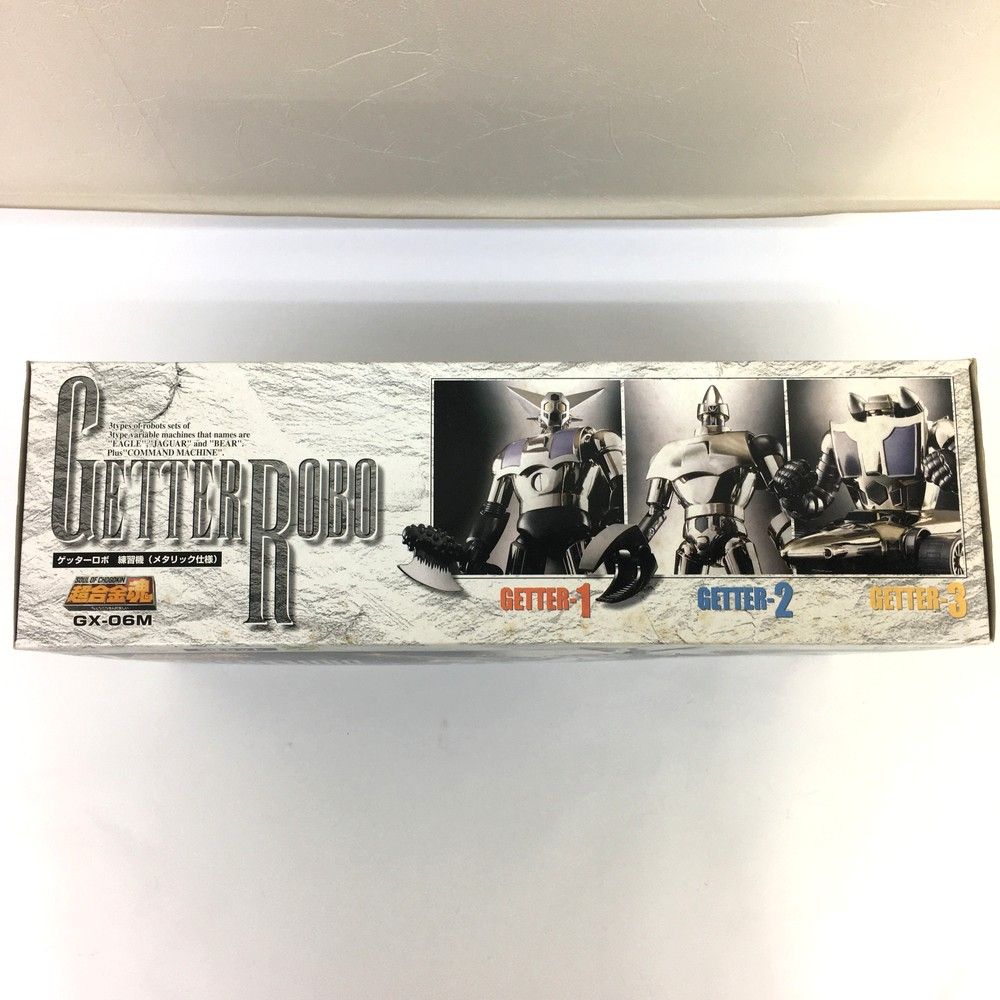 3types of robots sets of
3type variable machines that names are
"EAGLE","JAGUAR" and "BEAR".
Plus"COMMAND MACHINE".
GETTER ROBO
ゲッターロボ 練習機（メタリック仕様）
SOUL OF CHOGOKIN
超合金魂
GX-06M
GETTER-1
GETTER-2
GETTER-3